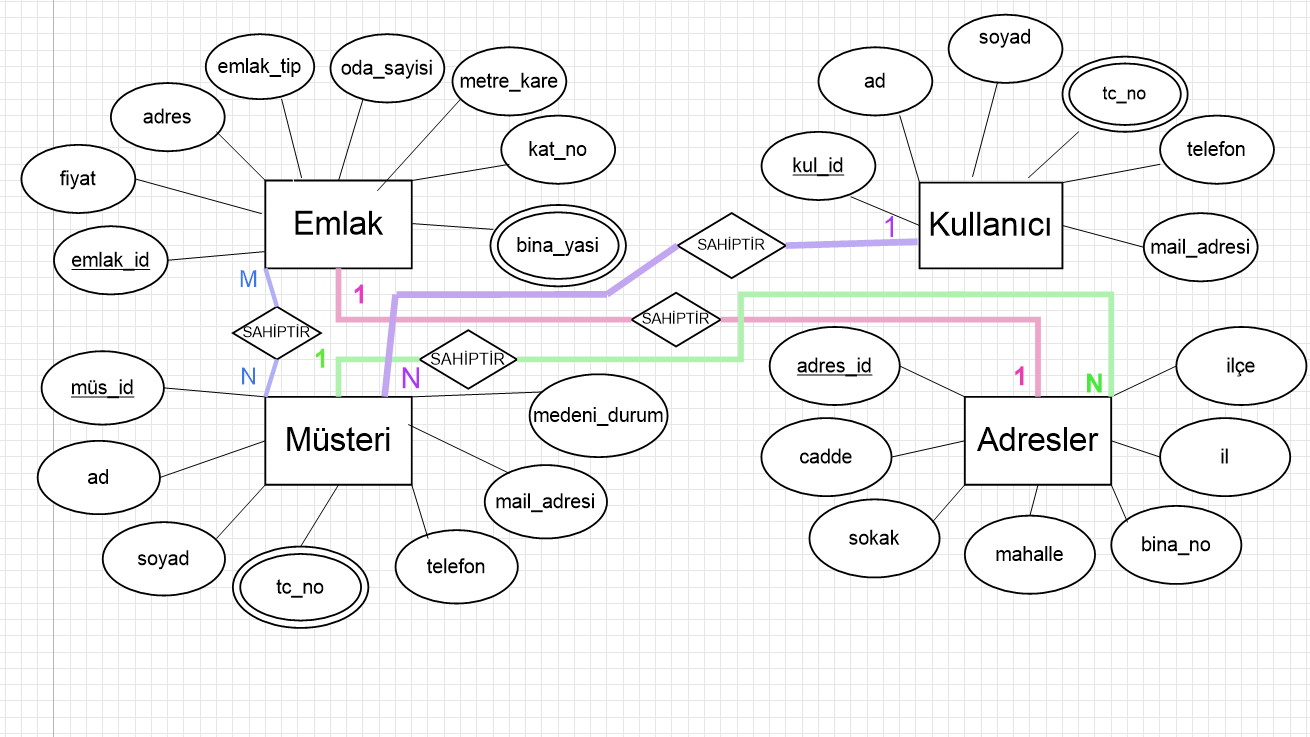 emlak_tip
oda_sayisi
metre_kare
adres
kat_no
fiyat
Emlak
emlak_id
bina_yasi
soyad
ad
tc_no
kul_id
telefon
1
Kullanıcı
mail_adresi
SAHİPTİR
M
1
SAHİPTİR
SAHİPTİR
1
SAHİPTİR
N
N
müs_id
medeni_durum
Müsteri
ad
mail_adresi
soyad
tc_no
telefon
1
N
adres_id
ilçe
Adresler
cadde
il
sokak
mahalle
bina_no